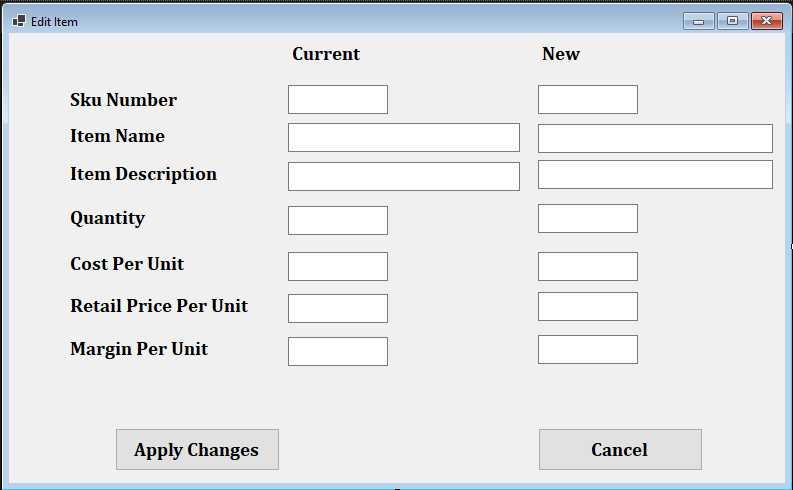 Edit Item
Current New
Sku Number
Item Name
Item Description
Quantity
Cost Per Unit
Retail Price Per Unit
Margin Per Unit
Apply Changes Cancel